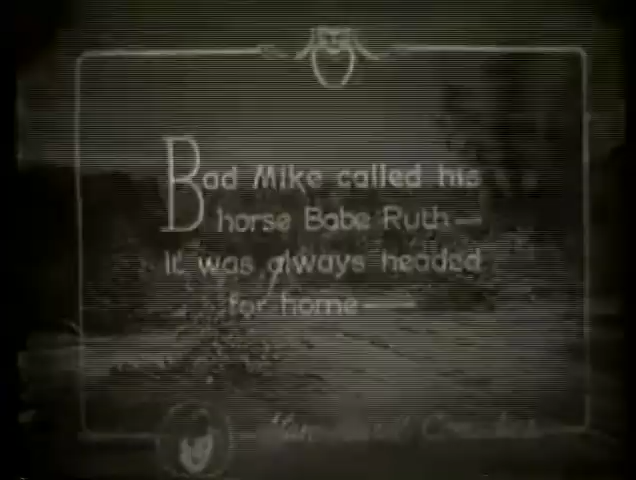 Bad Mike called his
horse Babe Ruth —
It was always headed
for home —